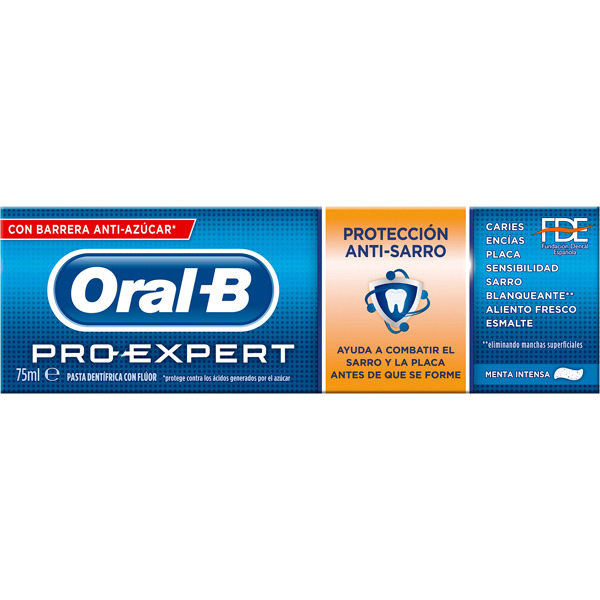 CON BARRERA ANTI-AZÚCAR*
Oral-B
PRO-EXPERT
75ml ℮ PASTA DENTÍFRICA CON FLÚOR *protege contra los ácidos generados por el azúcar
PROTECCIÓN
ANTI-SARRO
AYUDA A COMBATIR EL
SARRO Y LA PLACA
ANTES DE QUE SE FORME
CARIES
ENCÍAS
PLACA
SENSIBILIDAD
SARRO
BLANQUEANTE**
ALIENTO FRESCO
ESMALTE
FDE
Fundación Dental
Española
**eliminando manchas superficiales
MENTA INTENSA